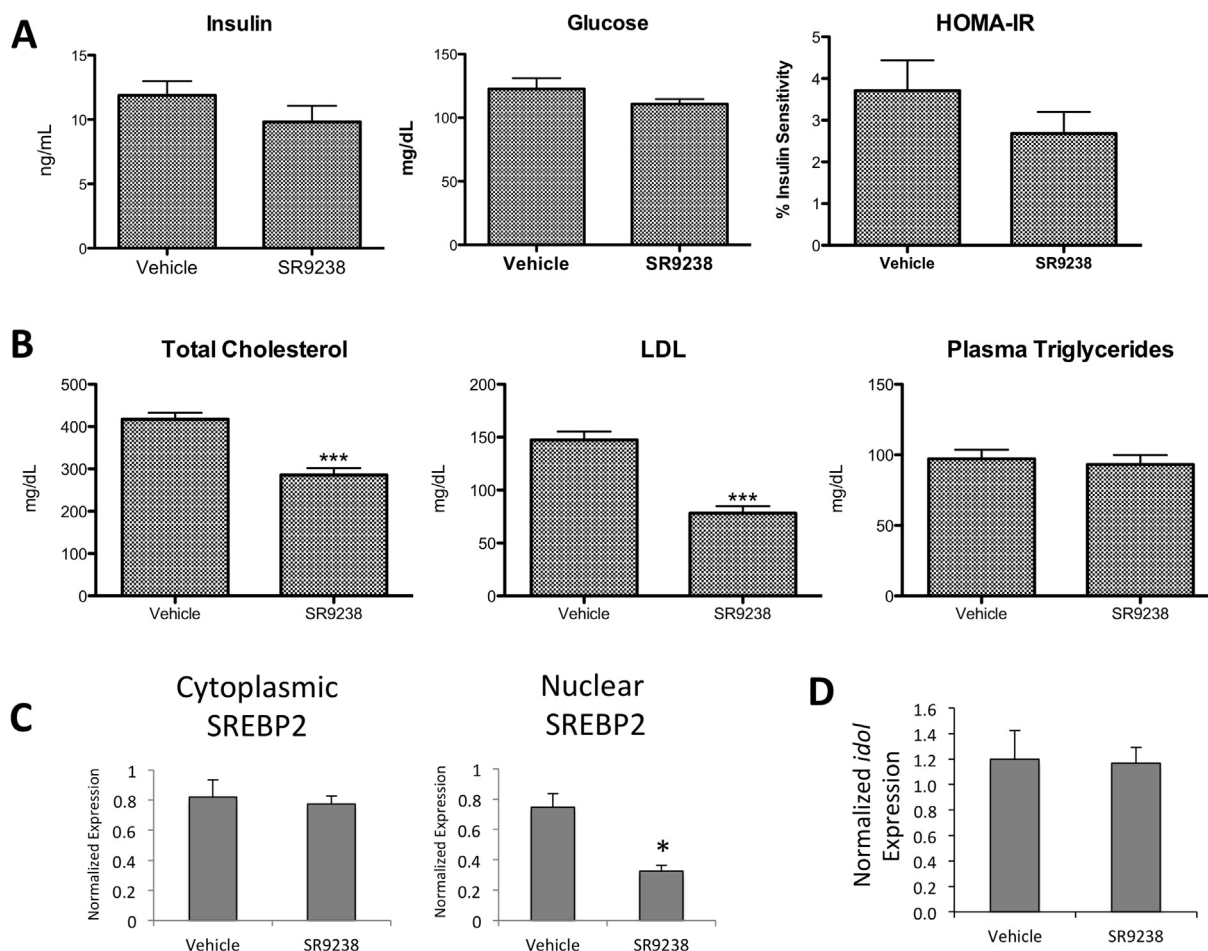 A
Insulin
ng/mL
15
10
5
0
Vehicle SR9238
Glucose
mg/dL
150
100
50
0
Vehicle SR9238
HOMA-IR
% Insulin Sensitivity
5
4
3
2
1
0
Vehicle SR9238
B
Total Cholesterol
mg/dL
500
400
300
200
100
0
***
Vehicle SR9238
LDL
mg/dL
200
150
100
50
0
***
Vehicle SR9238
Plasma Triglycerides
mg/dL
150
100
50
0
Vehicle SR9238
C
Cytoplasmic
SREBP2
Normalized Expression
1
0.8
0.6
0.4
0.2
0
Vehicle SR9238
Nuclear
SREBP2
Normalized Expression
1
0.8
0.6
0.4
0.2
0
*
Vehicle SR9238
D
Normalized idol
Expression
1.6
1.4
1.2
1.0
0.8
0.6
0.4
0.2
0.0
Vehicle SR9238